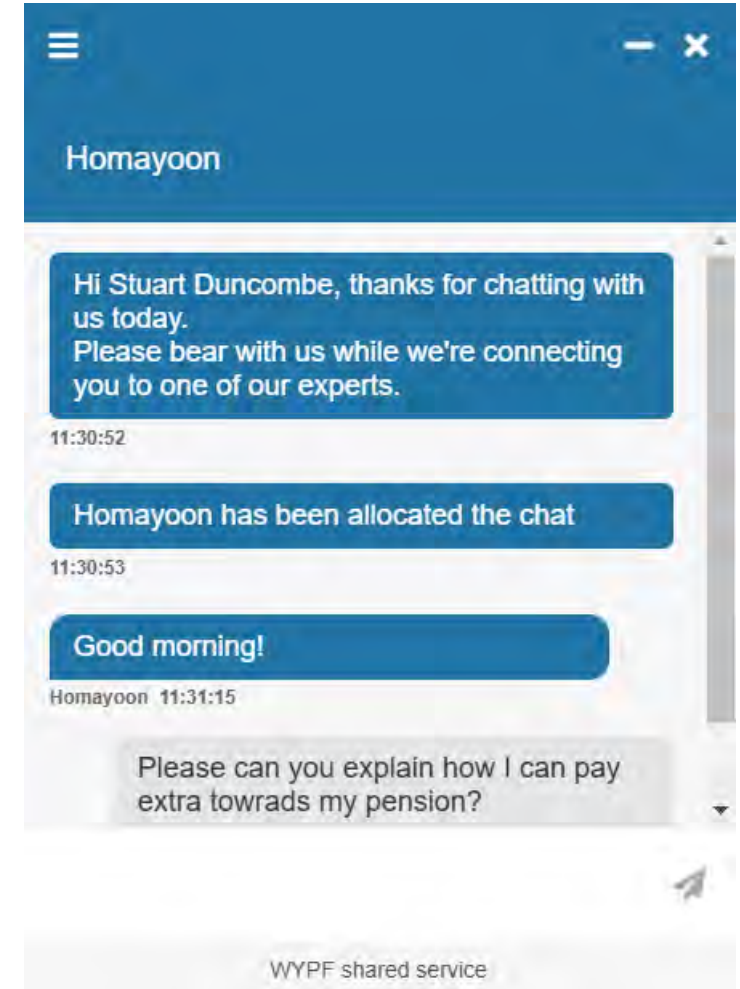 Homayoon
Hi Stuart Duncombe, thanks for chatting with
us today.
Please bear with us while we're connecting
you to one of our experts.
11:30:52
Homayoon has been allocated the chat
11:30:53
Good morning!
Homayoon 11:31:15
Please can you explain how I can pay
extra towrads my pension?
WYPF shared service